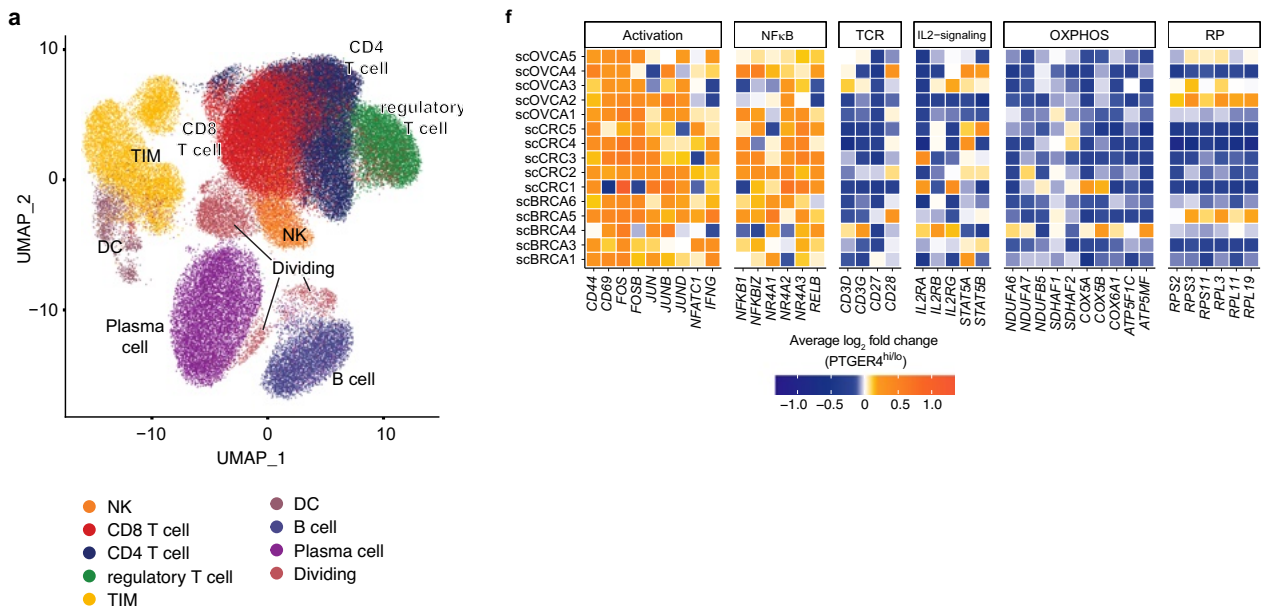 a
10
0
−10
UMAP_2
CD4
T cell
CD8
T cell
regulatory
T cell
TIM
DC
NK
Dividing
Plasma
cell
B cell
−10
0
10
UMAP_1
NK
CD8 T cell
CD4 T cell
regulatory T cell
TIM
DC
B cell
Plasma cell
Dividing
f
Activation
NFκB
TCR
IL2−signaling
OXPHOS
RP
scOVCA5
scOVCA4
scOVCA3
scOVCA2
scOVCA1
scCRC5
scCRC4
scCRC3
scCRC2
scCRC1
scBRCA6
scBRCA5
scBRCA4
scBRCA3
scBRCA1
CD44
CD69
FOS
FOSB
JUN
JUNB
JUND
NFATC1
IFNG
NFKB1
NFKBIZ
NR4A1
NR4A2
NR4A3
RELB
CD3D
CD3G
CD27
CD28
IL2RA
IL2RB
IL2RG
STAT5A
STAT5B
NDUFA6
NDUFA7
NDUFB5
SDHAF1
SDHAF2
COX5A
COX5B
COX6A1
ATP5F1C
ATP5MF
RPS2
RPS3
RPS11
RPL3
RPL11
RPL19
Average log2 fold change
(PTGER4hi/lo)
−1.0 −0.5 0 0.5 1.0